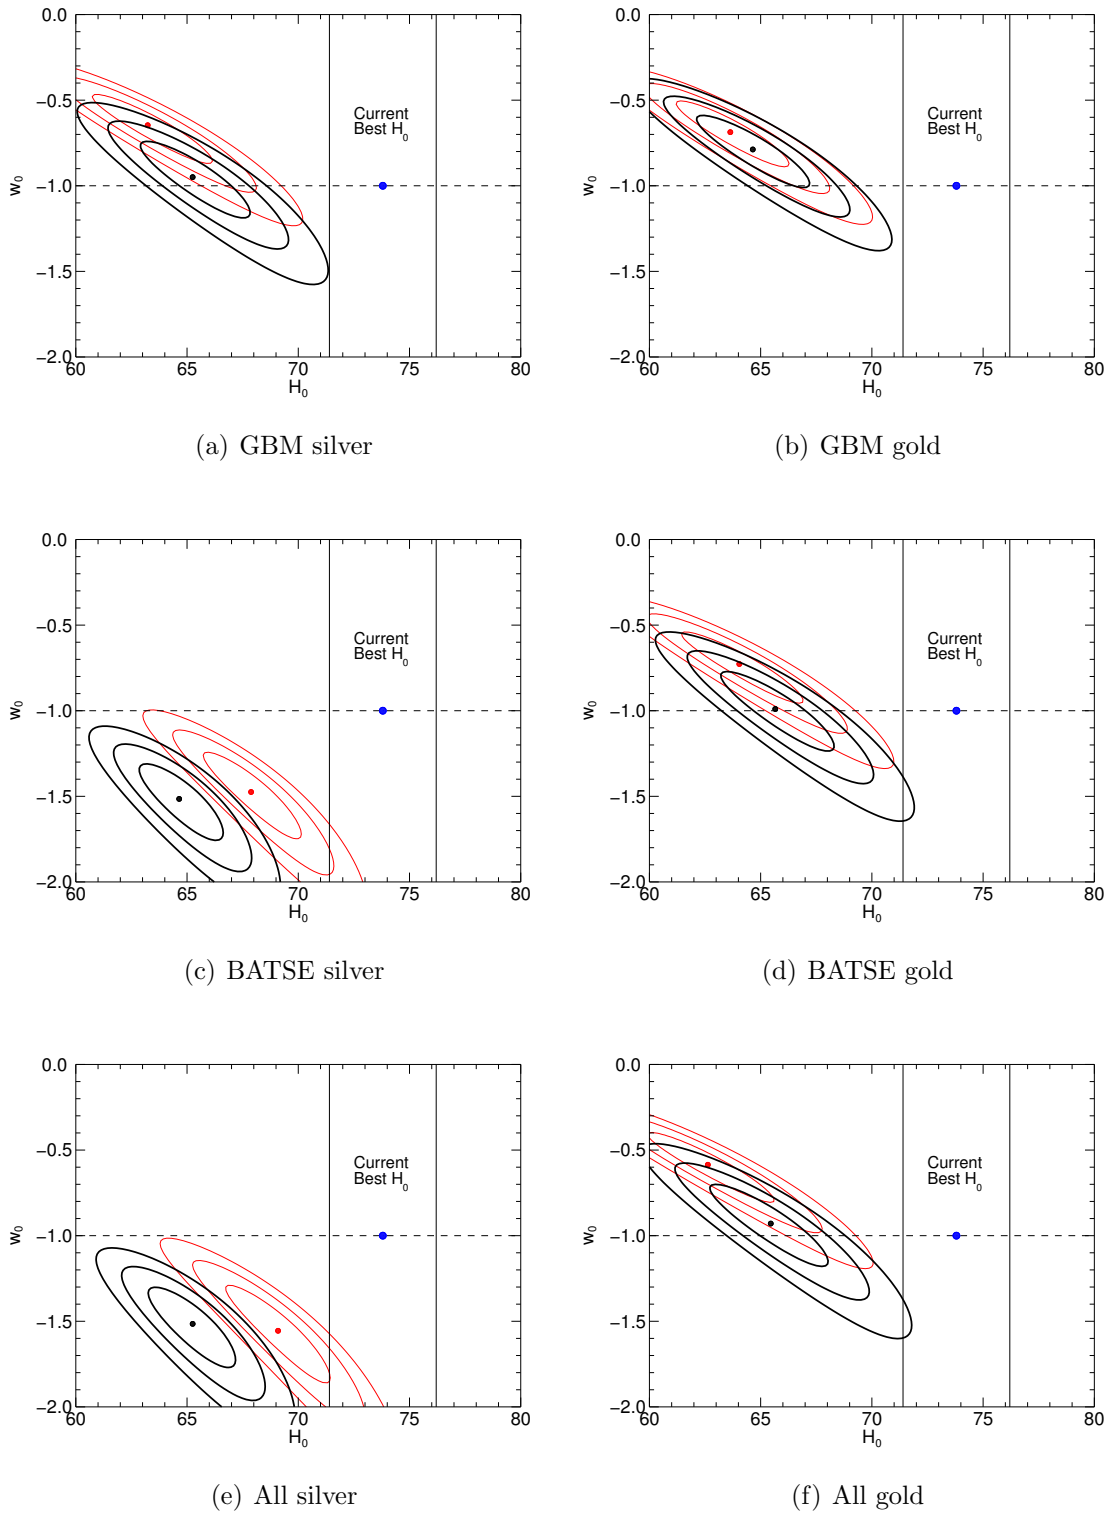 0.0
−0.5
−1.0
−1.5
−2.0
w₀
60 65 70 75 80
H₀
Current
Best H₀
(a) GBM silver
0.0
−0.5
−1.0
−1.5
−2.0
w₀
60 65 70 75 80
H₀
Current
Best H₀
(b) GBM gold
0.0
−0.5
−1.0
−1.5
−2.0
w₀
60 65 70 75 80
H₀
Current
Best H₀
(c) BATSE silver
0.0
−0.5
−1.0
−1.5
−2.0
w₀
60 65 70 75 80
H₀
Current
Best H₀
(d) BATSE gold
0.0
−0.5
−1.0
−1.5
−2.0
w₀
60 65 70 75 80
H₀
Current
Best H₀
(e) All silver
0.0
−0.5
−1.0
−1.5
−2.0
w₀
60 65 70 75 80
H₀
Current
Best H₀
(f) All gold